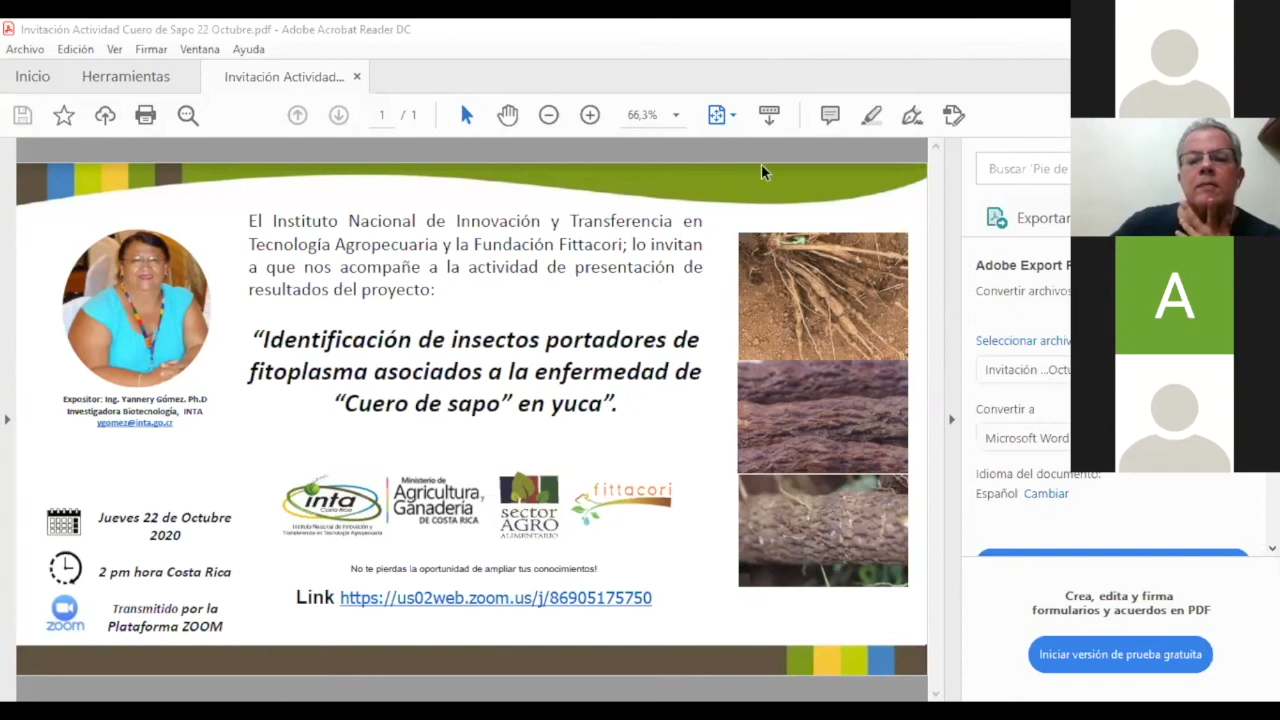 Invitación Actividad Cuero de Sapo 22 Octubre.pdf - Adobe Acrobat Reader DC
Archivo Edición Ver Firmar Ventana Ayuda
Inicio Herramientas Invitación Actividad... ×
1 / 1 66,3%
El Instituto Nacional de Innovación y Transferencia en
Tecnología Agropecuaria y la Fundación Fittacori; lo invitan
a que nos acompañe a la actividad de presentación de
resultados del proyecto:
“Identificación de insectos portadores de
fitoplasma asociados a la enfermedad de
“Cuero de sapo” en yuca”.
Expositor: Ing. Yannery Gómez. Ph.D
Investigadora Biotecnología, INTA
ygomez@inta.go.cr
inta
Costa Rica
Instituto Nacional de Innovación y
Transferencia en Tecnología Agropecuaria
Ministerio de
Agricultura y
Ganadería
DE COSTA RICA
sector
AGRO
ALIMENTARIO
fittacori
Jueves 22 de Octubre
2020
2 pm hora Costa Rica
zoom
Transmitido por la
Plataforma ZOOM
No te pierdas la oportunidad de ampliar tus conocimientos!
Link https://us02web.zoom.us/j/86905175750
Buscar 'Pie de
Exportar
Adobe Export
Convertir archivos
Seleccionar archiv
Invitación ...Octu
Convertir a
Microsoft Word
Idioma del documento:
Español Cambiar
Crea, edita y firma
formularios y acuerdos en PDF
Iniciar versión de prueba gratuita
A